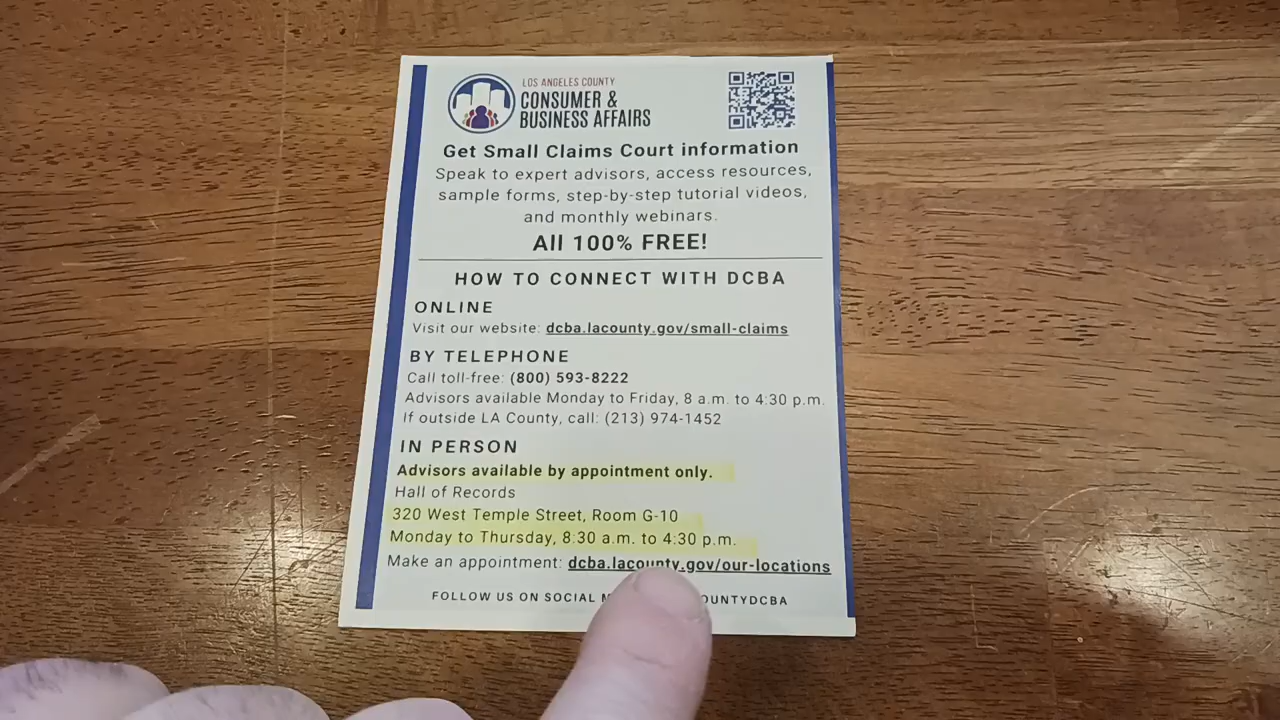 LOS ANGELES COUNTY
CONSUMER &
BUSINESS AFFAIRS
Get Small Claims Court information
Speak to expert advisors, access resources,
sample forms, step-by-step tutorial videos,
and monthly webinars.
All 100% FREE!
HOW TO CONNECT WITH DCBA
ONLINE
Visit our website: dcba.lacounty.gov/small-claims
BY TELEPHONE
Call toll-free: (800) 593-8222
Advisors available Monday to Friday, 8 a.m. to 4:30 p.m.
If outside LA County, call: (213) 974-1452
IN PERSON
Advisors available by appointment only.
Hall of Records
320 West Temple Street, Room G-10
Monday to Thursday, 8:30 a.m. to 4:30 p.m.
Make an appointment: dcba.lacounty.gov/our-locations
FOLLOW US ON SOCIAL